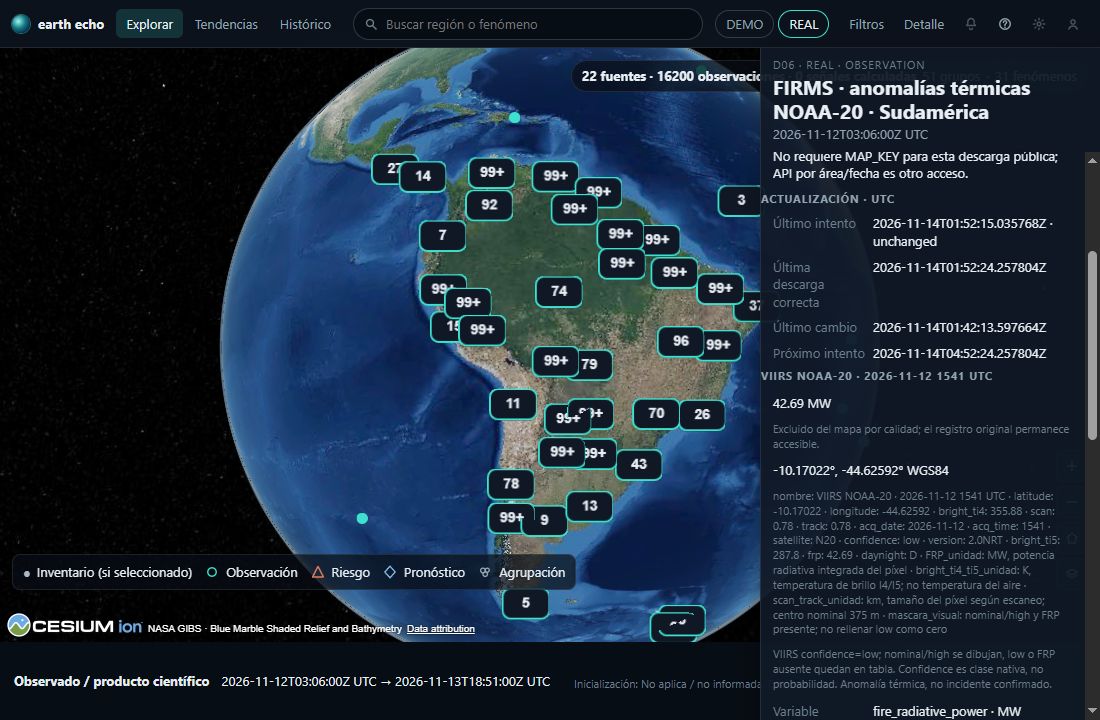 earth echo
Explorar
Tendencias
Histórico
Buscar región o fenómeno
DEMO
REAL
Filtros
Detalle
22 fuentes · 16200 observacio
D06 · REAL · OBSERVATION
FIRMS · anomalías térmicas
NOAA-20 · Sudamérica
2026-11-12T03:06:00Z UTC
No requiere MAP_KEY para esta descarga pública;
API por área/fecha es otro acceso.
ACTUALIZACIÓN · UTC
Último intento
2026-11-14T01:52:15.035768Z ·
unchanged
Última
descarga
correcta
2026-11-14T01:52:24.257804Z
Último cambio
2026-11-14T01:42:13.597664Z
Próximo intento
2026-11-14T04:52:24.257804Z
VIIRS NOAA-20 · 2026-11-12 1541 UTC
42.69 MW
Excluido del mapa por calidad; el registro original permanece
accesible.
-10.17022°, -44.62592° WGS84
nombre: VIIRS NOAA-20 · 2026-11-12 1541 UTC · latitude:
-10.17022 · longitude: -44.62592 · bright_ti4: 355.88 · scan:
0.78 · track: 0.78 · acq_date: 2026-11-12 · acq_time: 1541 ·
satellite: N20 · confidence: low · version: 2.0NRT · bright_ti5:
287.8 · frp: 42.69 · daynight: D · FRP_unidad: MW, potencia
radiativa integrada del píxel · bright_ti4_ti5_unidad: K,
temperatura de brillo I4/I5; no temperatura del aire ·
scan_track_unidad: km, tamaño del píxel según escaneo;
centro nominal 375 m · mascara_visual: nominal/high y FRP
presente; no rellenar low como cero
VIIRS confidence=low; nominal/high se dibujan, low o FRP
ausente quedan en tabla. Confidence es clase nativa, no
probabilidad. Anomalía térmica, no incidente confirmado.
Variable
fire_radiative_power · MW
27
14
99+
99+
99+
92
99+
3
7
99+
99+
99+
99+
99+
74
99+
99+
37
15
99+
96
99+
99+
79
11
99+
99+
70
26
99+
99+
43
78
13
99+
9
5
Inventario (si seleccionado)
Observación
Riesgo
Pronóstico
Agrupación
CESIUM ion
NASA GIBS · Blue Marble Shaded Relief and Bathymetry
Data attribution
Observado / producto científico
2026-11-12T03:06:00Z UTC → 2026-11-13T18:51:00Z UTC
Inicialización: No aplica / no informada